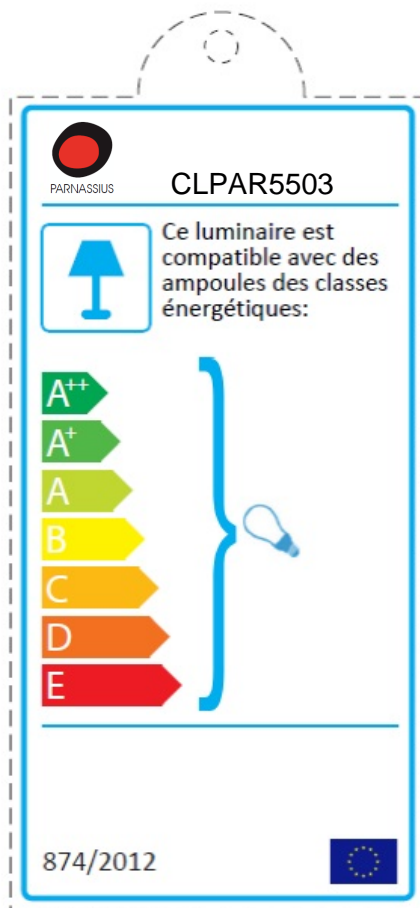 PARNASSIUS
CLPAR5503
Ce luminaire est
compatible avec des
ampoules des classes
énergétiques:
A++
A+
A
B
C
D
E
874/2012